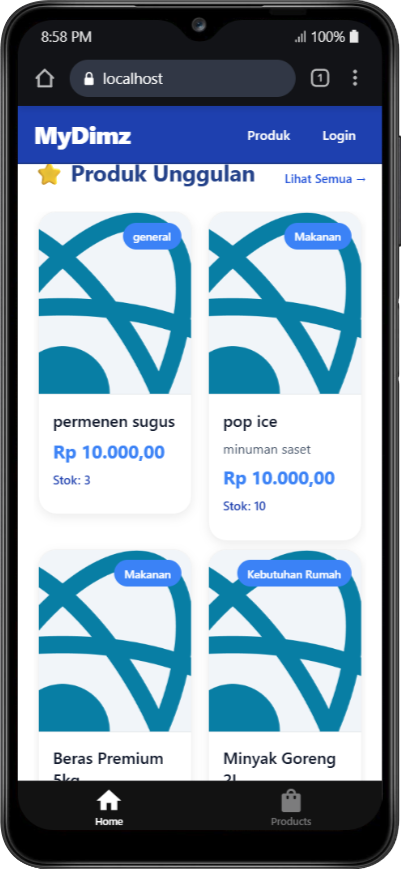 8:58 PM 100%
localhost 1
MyDimz Produk Login
Produk Unggulan Lihat Semua →
general Makanan
permenen sugus pop ice
Rp 10.000,00 minuman saset
Stok: 3 Rp 10.000,00
Stok: 10
Makanan Kebutuhan Rumah
Beras Premium Minyak Goreng
5kg 2L
Home Products